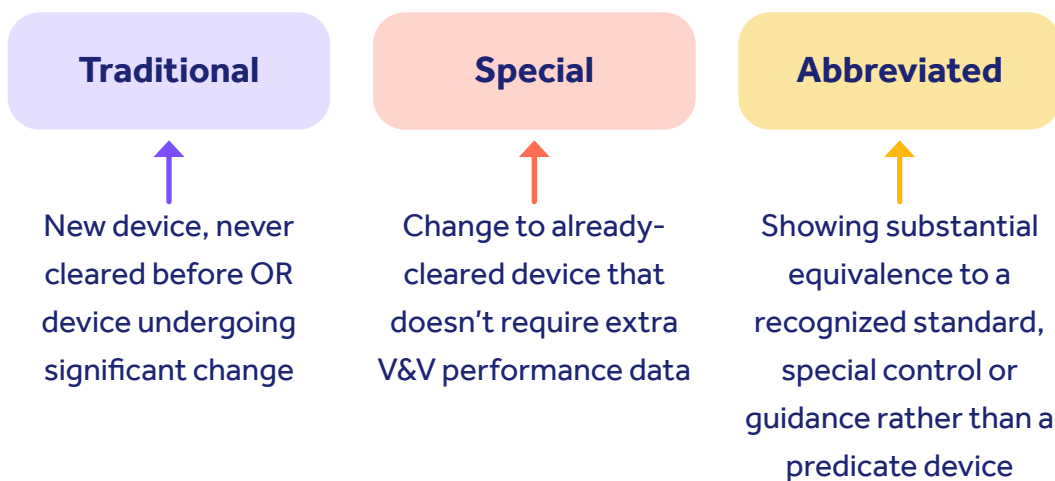 Traditional
Special
Abbreviated
New device, never
cleared before OR
device undergoing
significant change
Change to already-
cleared device that
doesn't require extra
V&V performance data
Showing substantial
equivalence to a
recognized standard,
special control or
guidance rather than a
predicate device